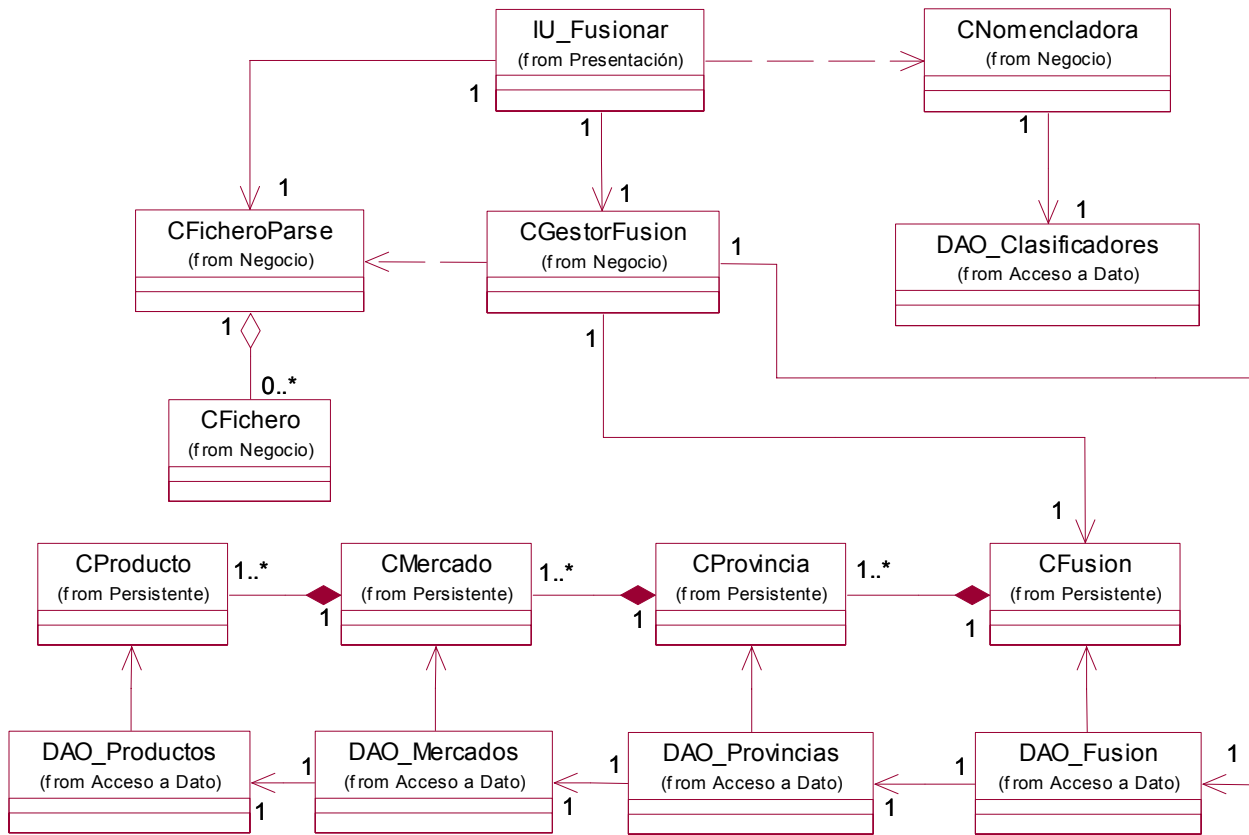 IU_Fusionar
(from Presentación)
CNomencladora
(from Negocio)
1
1
1
1
1
1
CFicheroParse
(from Negocio)
CGestorFusion
(from Negocio)
1
DAO_Clasificadores
(from Acceso a Dato)
1
1
0..*
CFichero
(from Negocio)
1
CProducto
(from Persistente)
1..*
1
CMercado
(from Persistente)
1..*
1
CProvincia
(from Persistente)
1..*
1
CFusion
(from Persistente)
DAO_Productos
(from Acceso a Dato)
1
1
DAO_Mercados
(from Acceso a Dato)
1
1
DAO_Provincias
(from Acceso a Dato)
1
1
DAO_Fusion
(from Acceso a Dato)
1